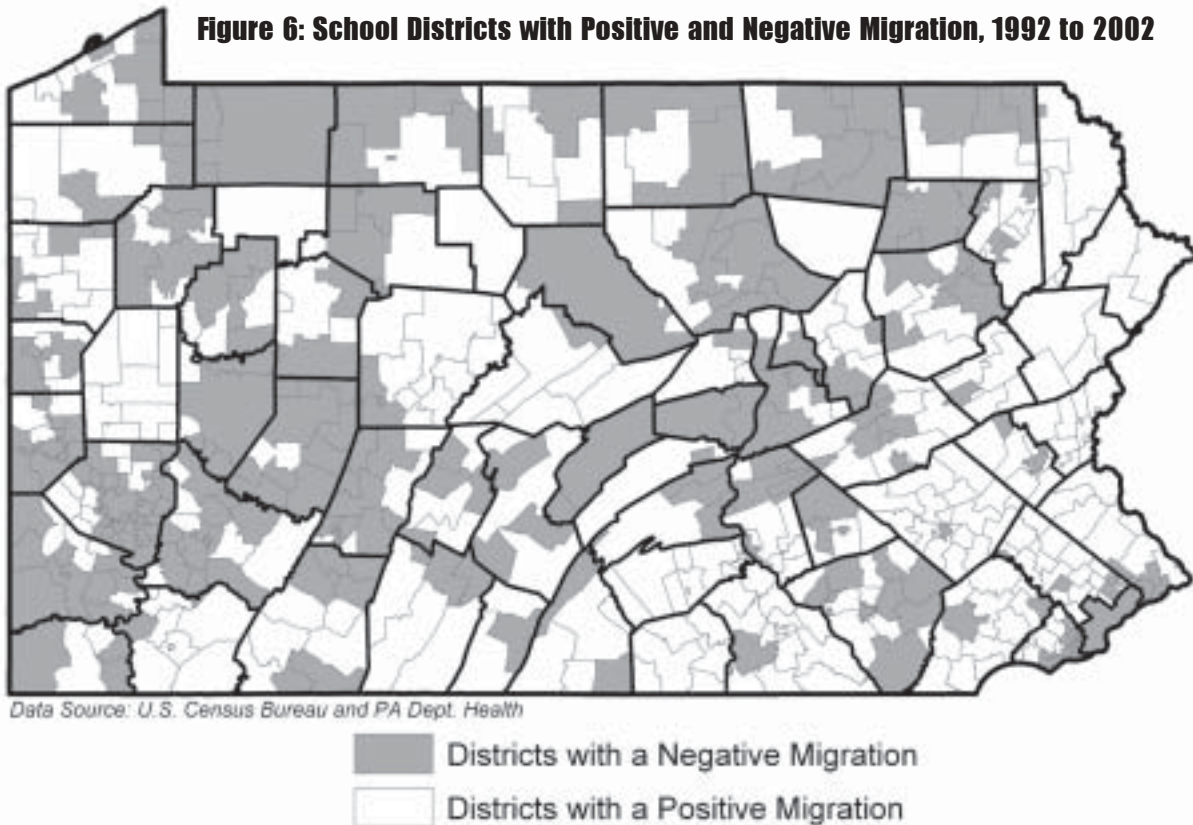 Figure 6: School Districts with Positive and Negative Migration, 1992 to 2002
Data Source: U.S. Census Bureau and PA Dept. Health
Districts with a Negative Migration
Districts with a Positive Migration